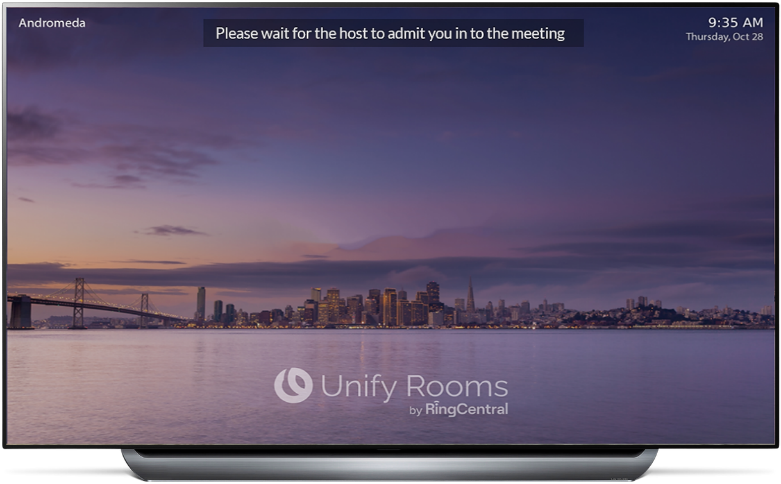 Andromeda
Please wait for the host to admit you in to the meeting
9:35 AM
Thursday, Oct 28
Unify Rooms
by RingCentral